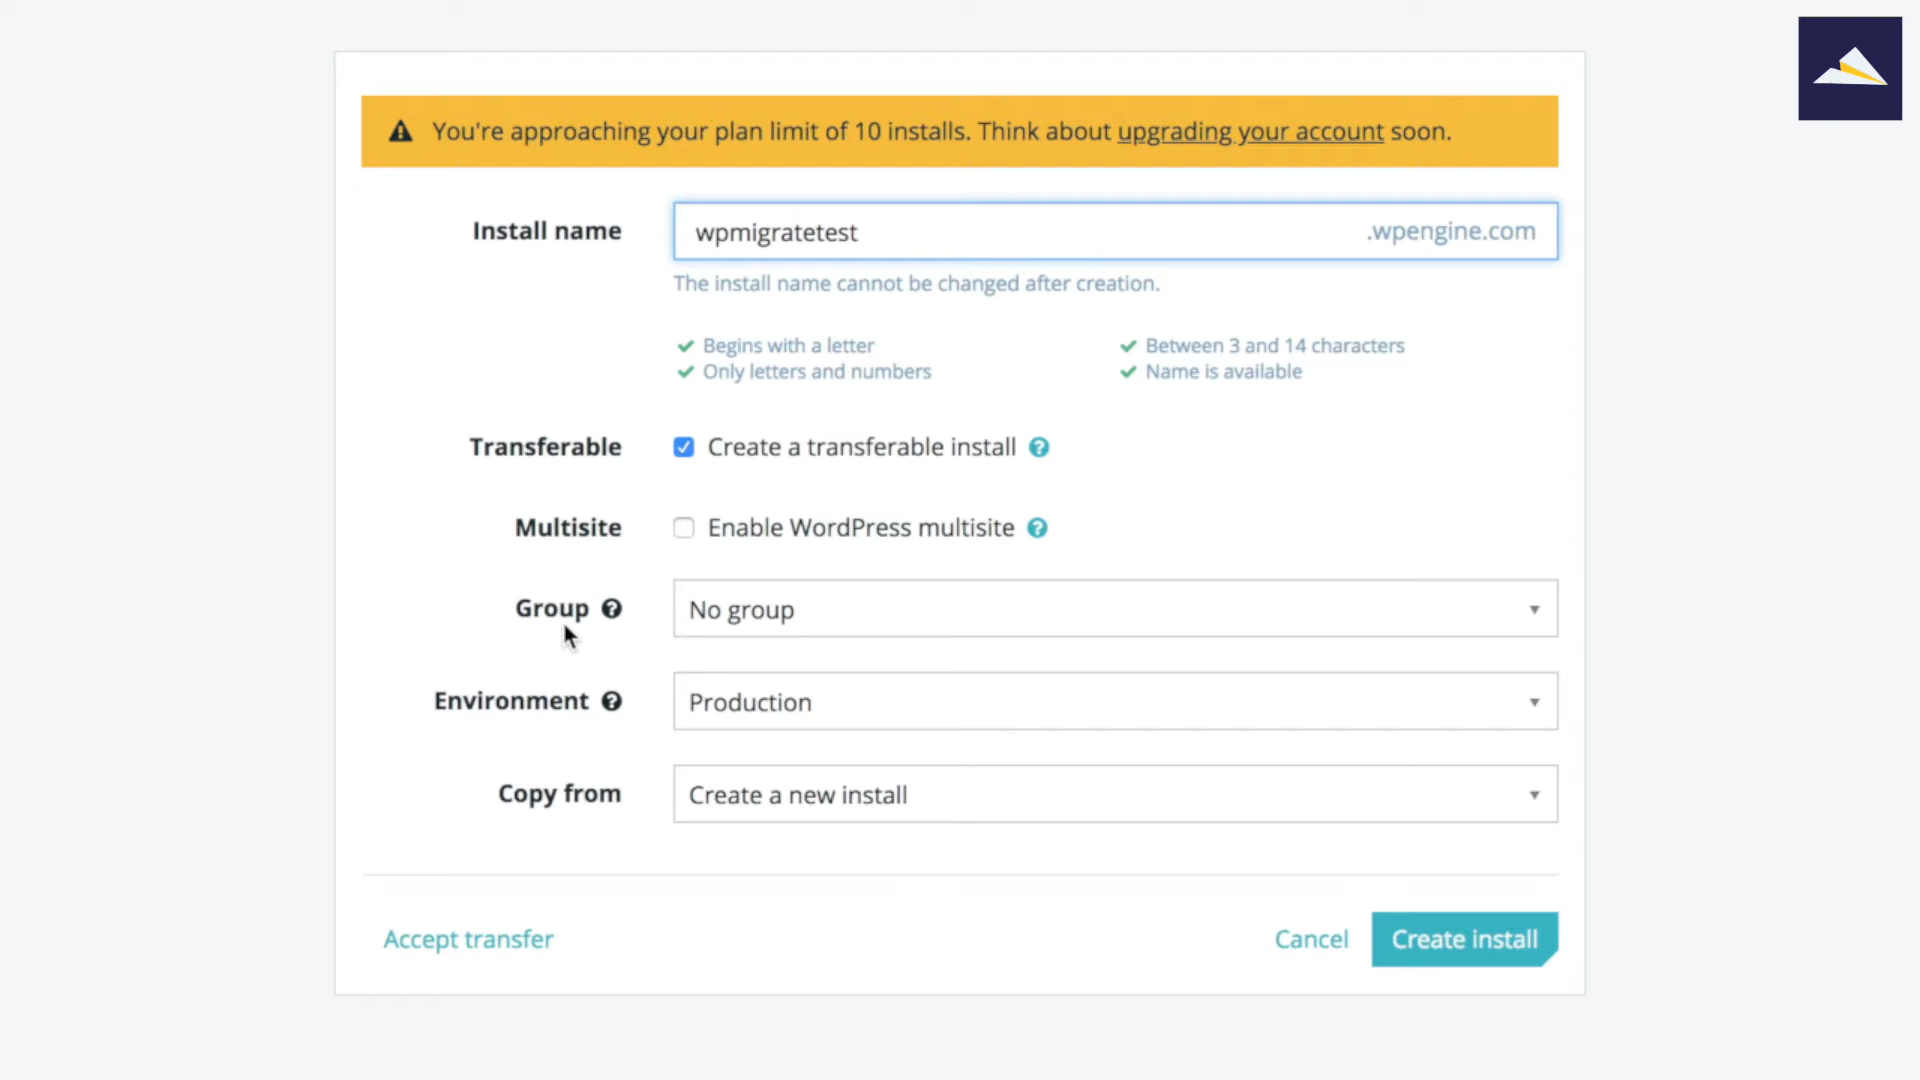 You're approaching your plan limit of 10 installs. Think about upgrading your account soon.
Install name
wpmigratetest
.wpengine.com
The install name cannot be changed after creation.
Begins with a letter
Between 3 and 14 characters
Only letters and numbers
Name is available
Transferable
Create a transferable install ?
Multisite
Enable WordPress multisite ?
Group ?
No group
Environment ?
Production
Copy from
Create a new install
Accept transfer
Cancel
Create install